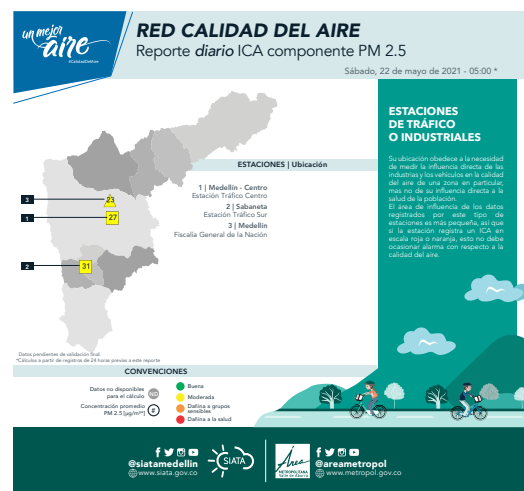 un mejor
aire
#CalidadDelAire
RED CALIDAD DEL AIRE
Reporte diario ICA componente PM 2.5
Sábado, 22 de mayo de 2021 - 05:00 *
ESTACIONES | Ubicación
1 | Medellín - Centro
Estación Tráfico Centro
2 | Sabaneta
Estación Tráfico Sur
3 | Medellín
Fiscalía General de la Nación
3
23
1
27
2
31
ESTACIONES
DE TRÁFICO
O INDUSTRIALES
Su ubicación obedece a la necesidad
de medir la influencia directa de las
industrias y los vehículos en la calidad
del aire de una zona en particular,
mas no de su influencia directa a la
salud de la población.
El área de influencia de los datos
registrados por este tipo de
estaciones es más pequeña, así que
si la estación registra un ICA en
escala roja o naranja, esto no debe
ocasionar alarma con respecto a la
calidad del aire.
Datos pendientes de validación final.
*Cálculos a partir de registros de 24 horas previas a este reporte
CONVENCIONES
Datos no disponibles
para el cálculo
ND
Concentración promedio
PM 2.5 (μg/m³)
#
Buena
Moderada
Dañina a grupos
sensibles
Dañina a la salud
@siatamedellin
www.siata.gov.co
SIATA
Área
METROPOLITANA
Valle de Aburrá
@areametropol
www.metropol.gov.co